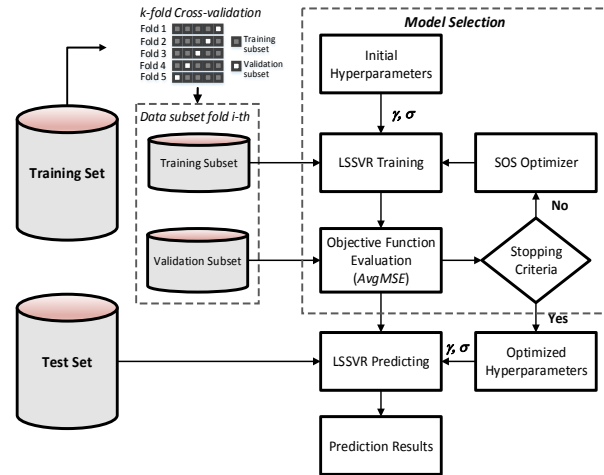 k-fold Cross-validation
Fold 1
Fold 2
Fold 3
Fold 4
Fold 5
Training
subset
Validation
subset
Model Selection
Initial
Hyperparameters
γ, σ
Data subset fold i-th
Training Set
Training Subset
LSSVR Training
SOS Optimizer
No
Validation Subset
Objective Function
Evaluation
(AvgMSE)
Stopping
Criteria
Yes
Test Set
LSSVR Predicting
γ, σ
Optimized
Hyperparameters
Prediction Results